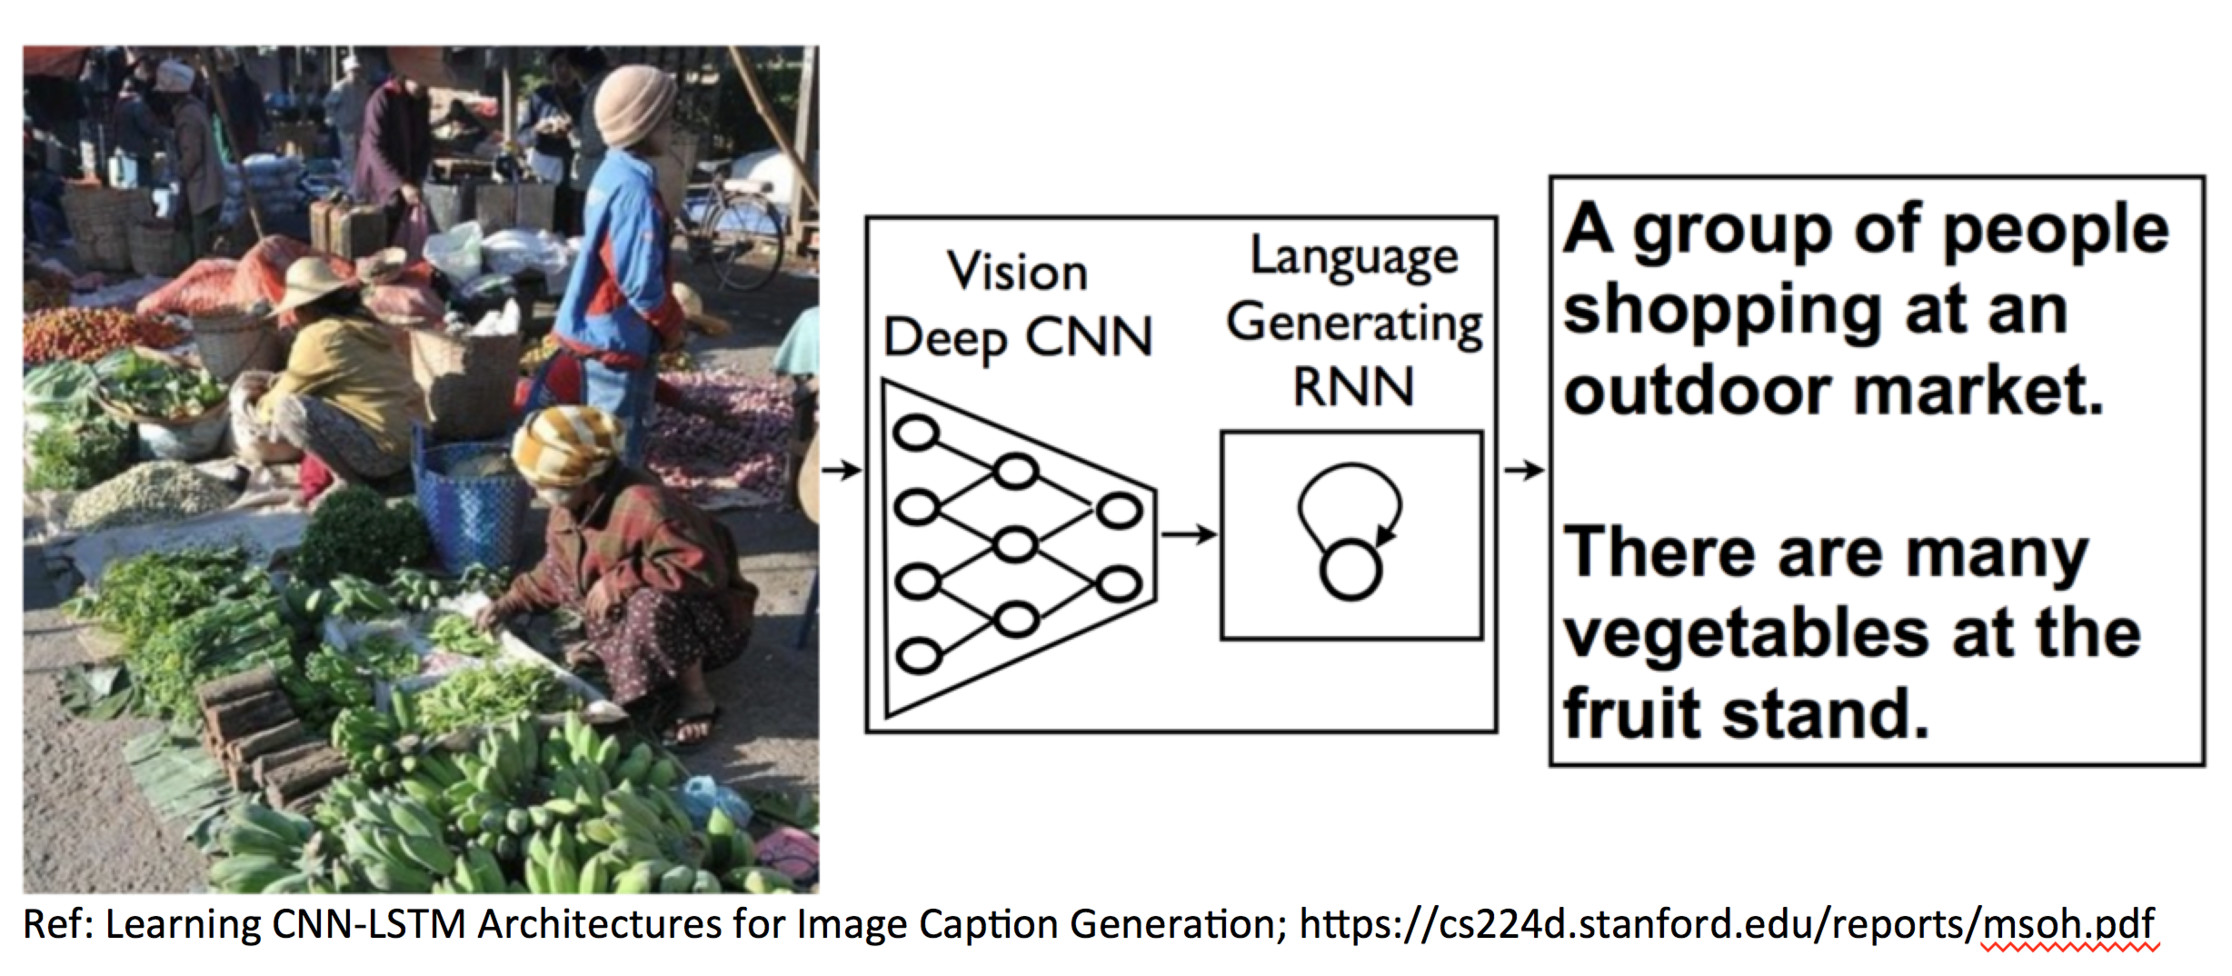 Vision
Deep CNN
Language
Generating
RNN
A group of people
shopping at an
outdoor market.
There are many
vegetables at the
fruit stand.
Ref: Learning CNN-LSTM Architectures for Image Caption Generation; https://cs224d.stanford.edu/reports/msoh.pdf